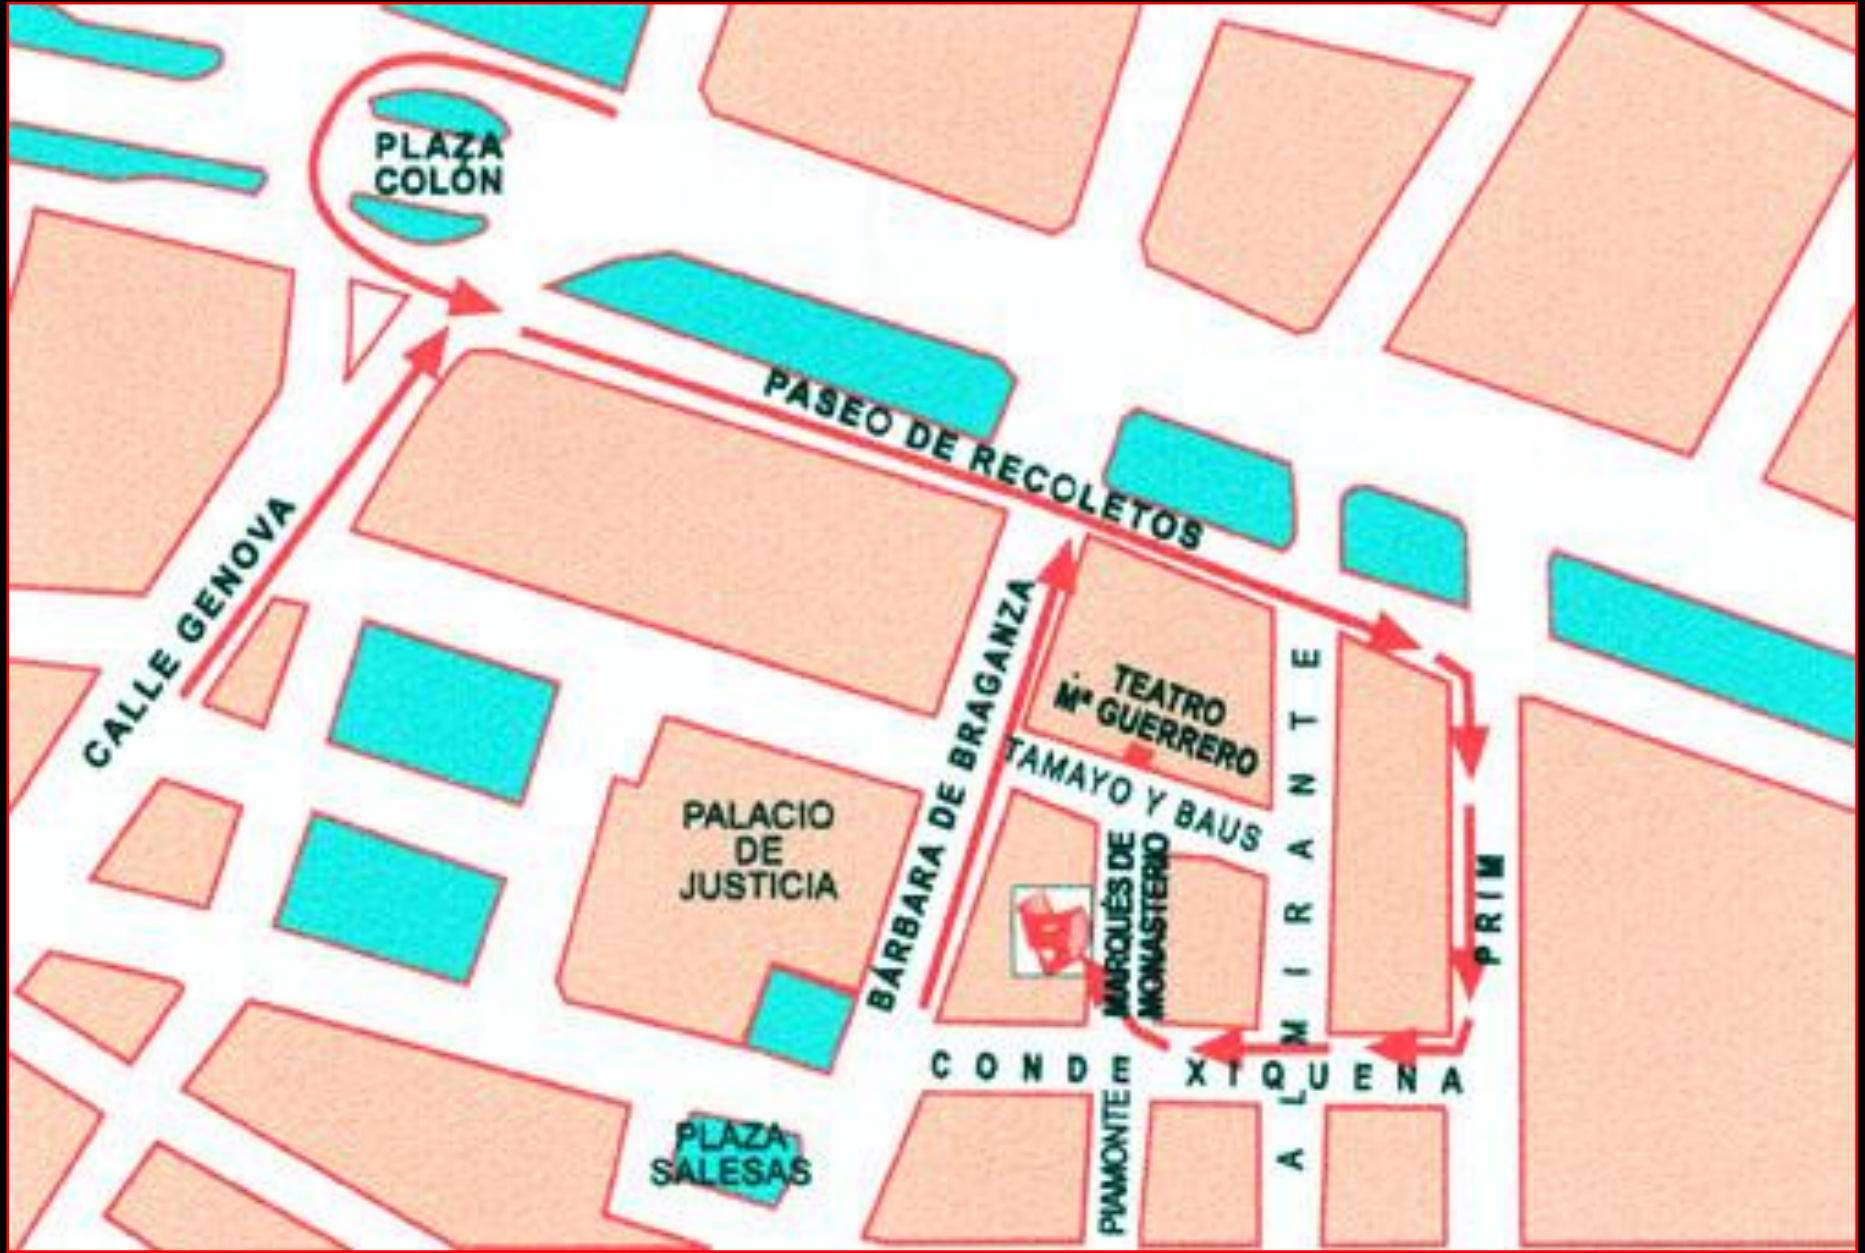 PLAZA
COLÓN
PASEO DE RECOLETOS
CALLE GENOVA
BÁRBARA DE BRAGANZA
TEATRO
Mª GUERRERO
TAMAYO Y BAUS
ALMIRANTE
PALACIO
DE
JUSTICIA
MARQUÉS DE
MONASTERIO
PRIM
CONDE XIQUENA
PIAMONTE
ALMIRANTE
PLAZA
SALESAS